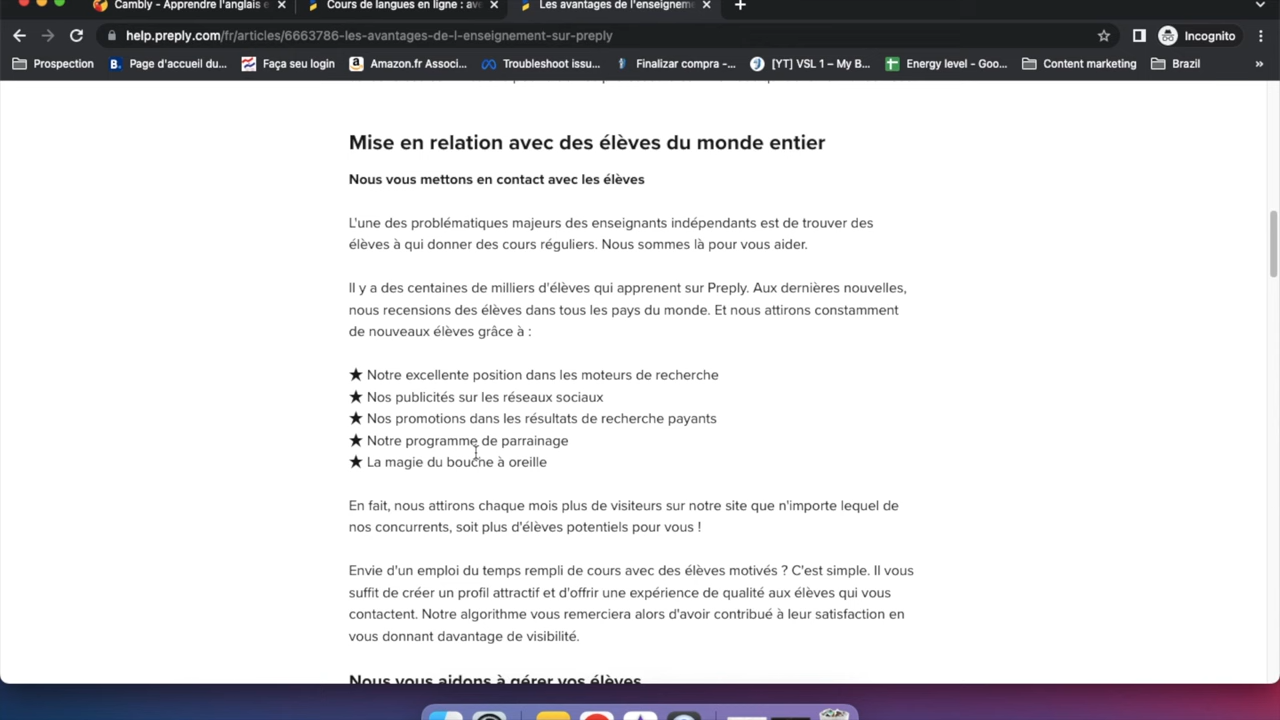 Cambly - Apprendre l'anglais e
Cours de langues en ligne : ave
Les avantages de l'enseigneme
help.preply.com/fr/articles/6663786-les-avantages-de-l-enseignement-sur-preply
Incognito
Prospection
Page d'accueil du...
Faça seu login
Amazon.fr Associ...
Troubleshoot issu...
Finalizar compra -...
[YT] VSL 1 – My B...
Energy level - Goo...
Content marketing
Brazil
»
Mise en relation avec des élèves du monde entier
Nous vous mettons en contact avec les élèves
L'une des problématiques majeurs des enseignants indépendants est de trouver des
élèves à qui donner des cours réguliers. Nous sommes là pour vous aider.
Il y a des centaines de milliers d'élèves qui apprenent sur Preply. Aux dernières nouvelles,
nous recensions des élèves dans tous les pays du monde. Et nous attirons constamment
de nouveaux élèves grâce à :
★ Notre excellente position dans les moteurs de recherche
★ Nos publicités sur les réseaux sociaux
★ Nos promotions dans les résultats de recherche payants
★ Notre programme de parrainage
★ La magie du bouche à oreille
En fait, nous attirons chaque mois plus de visiteurs sur notre site que n'importe lequel de
nos concurrents, soit plus d'élèves potentiels pour vous !
Envie d'un emploi du temps rempli de cours avec des élèves motivés ? C'est simple. Il vous
suffit de créer un profil attractif et d'offrir une expérience de qualité aux élèves qui vous
contactent. Notre algorithme vous remerciera alors d'avoir contribué à leur satisfaction en
vous donnant davantage de visibilité.
Nous vous aidons à gérer vos élèves